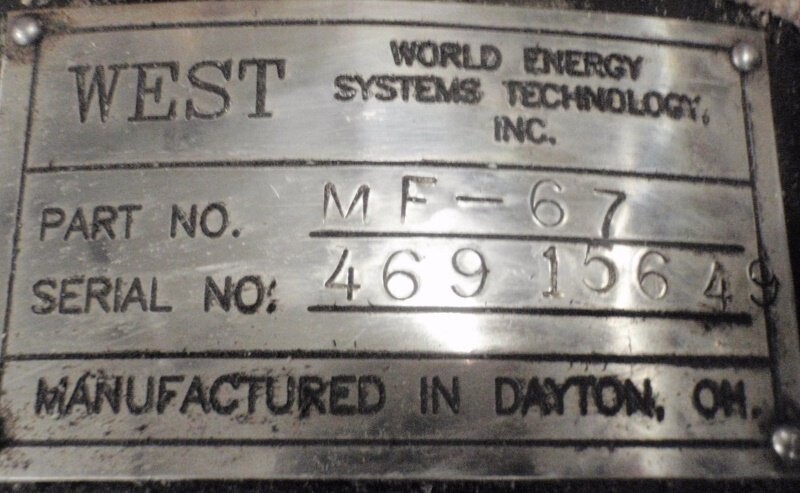 WEST
WORLD ENERGY
SYSTEMS TECHNOLOGY,
INC.
PART NO. MF-67
SERIAL NO: 469 15649
MANUFACTURED IN DAYTON, OH.